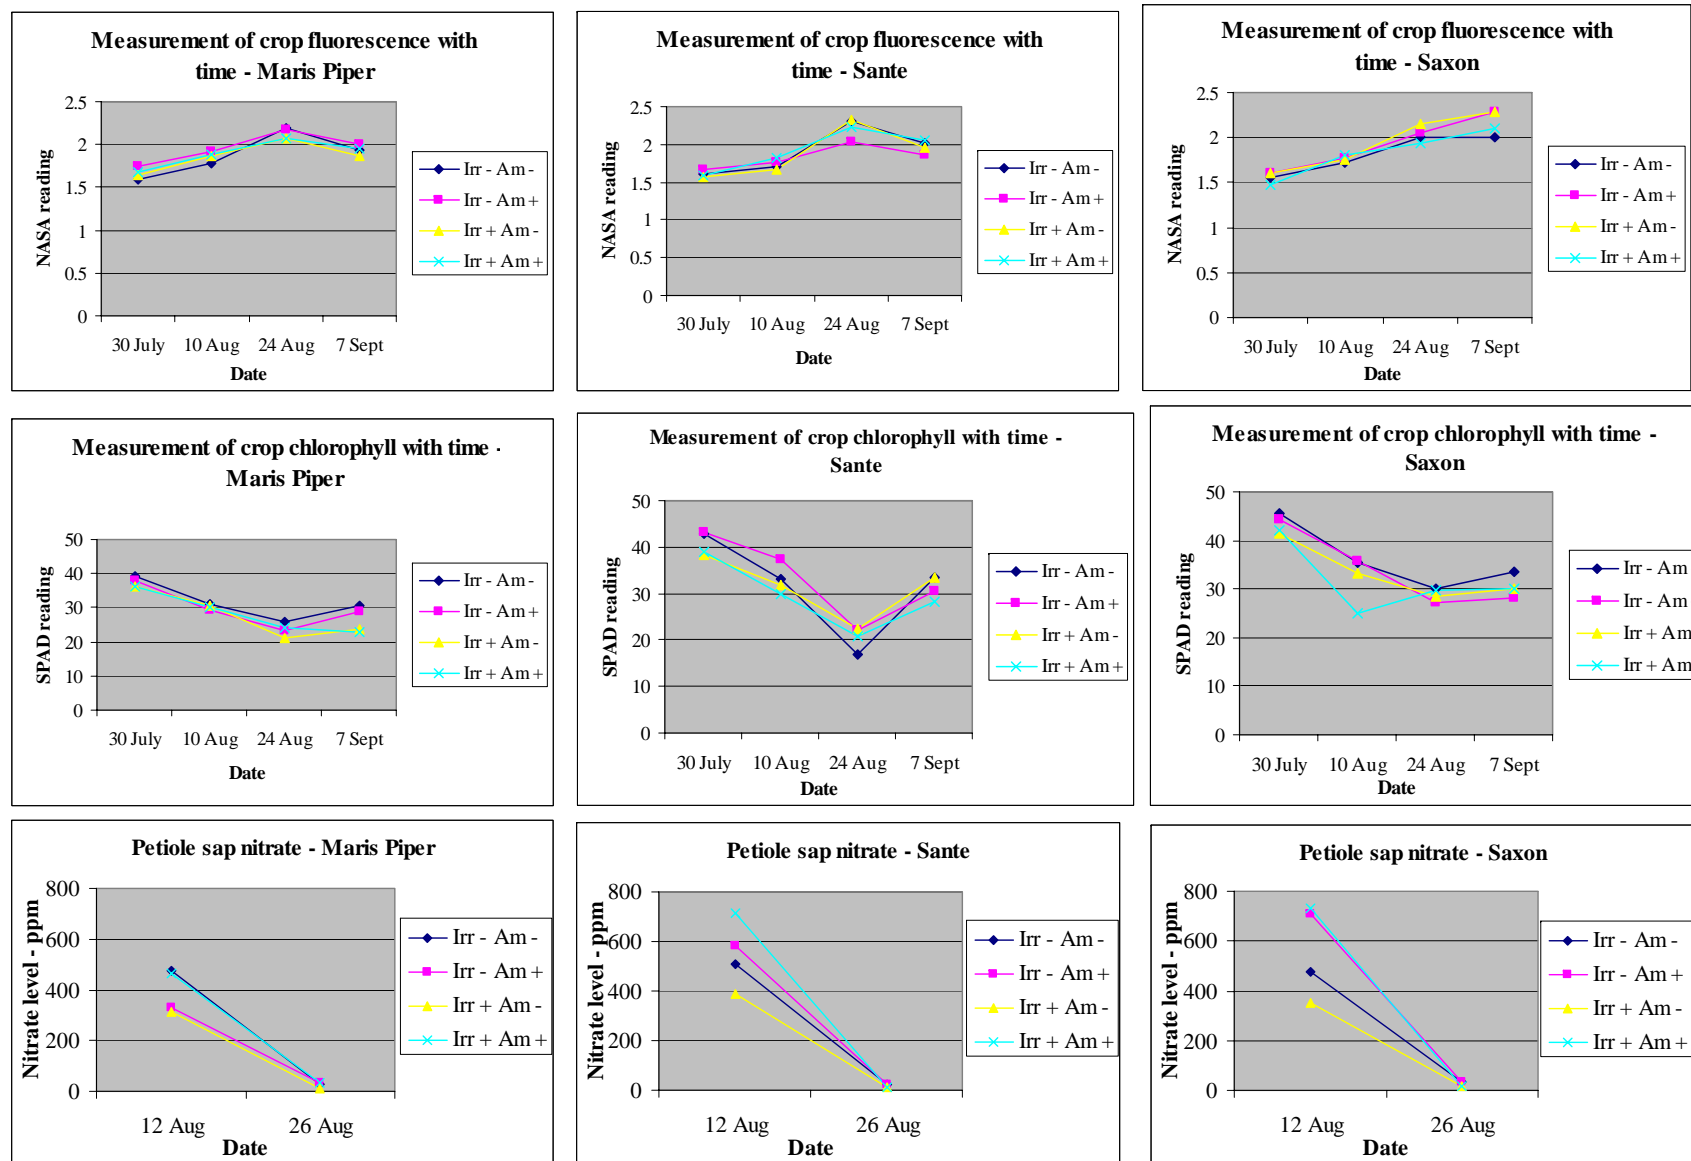 Measurement of crop fluorescence with
time - Maris Piper
2.5
2
1.5
1
0.5
0
NASA reading
30 July 10 Aug 24 Aug 7 Sept
Date
Irr - Am -
Irr - Am +
Irr + Am -
Irr + Am +
Measurement of crop fluorescence with
time - Sante
2.5
2
1.5
1
0.5
0
NASA reading
30 July 10 Aug 24 Aug 7 Sept
Date
Irr - Am -
Irr - Am +
Irr + Am -
Irr + Am +
Measurement of crop fluorescence with
time - Saxon
2.5
2
1.5
1
0.5
0
NASA reading
30 July 10 Aug 24 Aug 7 Sept
Date
Irr - Am -
Irr - Am +
Irr + Am -
Irr + Am +
Measurement of crop chlorophyll with time -
Maris Piper
50
40
30
20
10
0
SPAD reading
30 July 10 Aug 24 Aug 7 Sept
Date
Irr - Am -
Irr - Am +
Irr + Am -
Irr + Am +
Measurement of crop chlorophyll with time -
Sante
50
40
30
20
10
0
SPAD reading
30 July 10 Aug 24 Aug 7 Sept
Date
Irr - Am -
Irr - Am +
Irr + Am -
Irr + Am +
Measurement of crop chlorophyll with time -
Saxon
50
40
30
20
10
0
SPAD reading
30 July 10 Aug 24 Aug 7 Sept
Date
Irr - Am
Irr - Am
Irr + Am
Irr + Am
Petiole sap nitrate - Maris Piper
800
600
400
200
0
Nitrate level - ppm
12 Aug 26 Aug
Date
Irr - Am -
Irr - Am +
Irr + Am -
Irr + Am +
Petiole sap nitrate - Sante
800
600
400
200
0
Nitrate level - ppm
12 Aug 26 Aug
Date
Irr - Am -
Irr - Am +
Irr + Am -
Irr + Am +
Petiole sap nitrate - Saxon
800
600
400
200
0
Nitrate level - ppm
12 Aug 26 Aug
Date
Irr - Am -
Irr - Am +
Irr + Am -
Irr + Am +